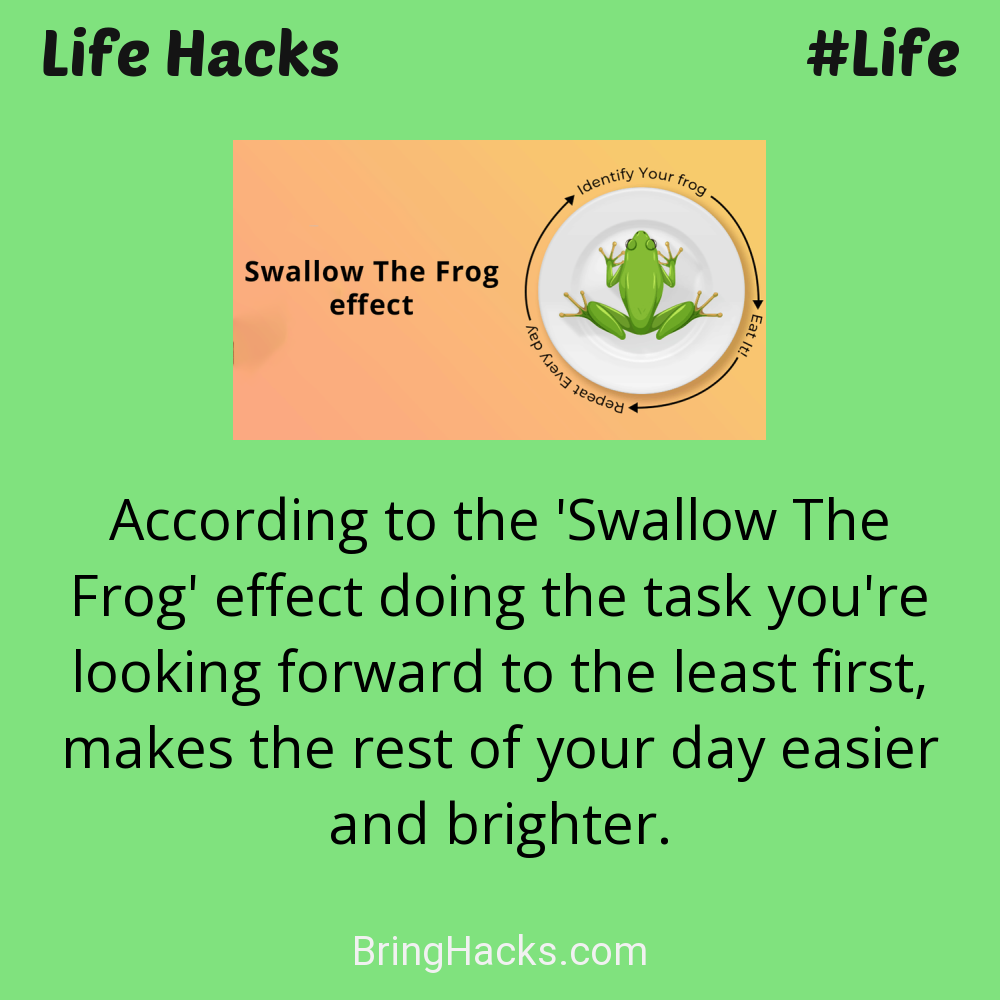 Life Hacks
#Life
Identify Your frog
Swallow The Frog
effect
Eat It!
Repeat Every day
According to the 'Swallow The
Frog' effect doing the task you're
looking forward to the least first,
makes the rest of your day easier
and brighter.
BringHacks.com